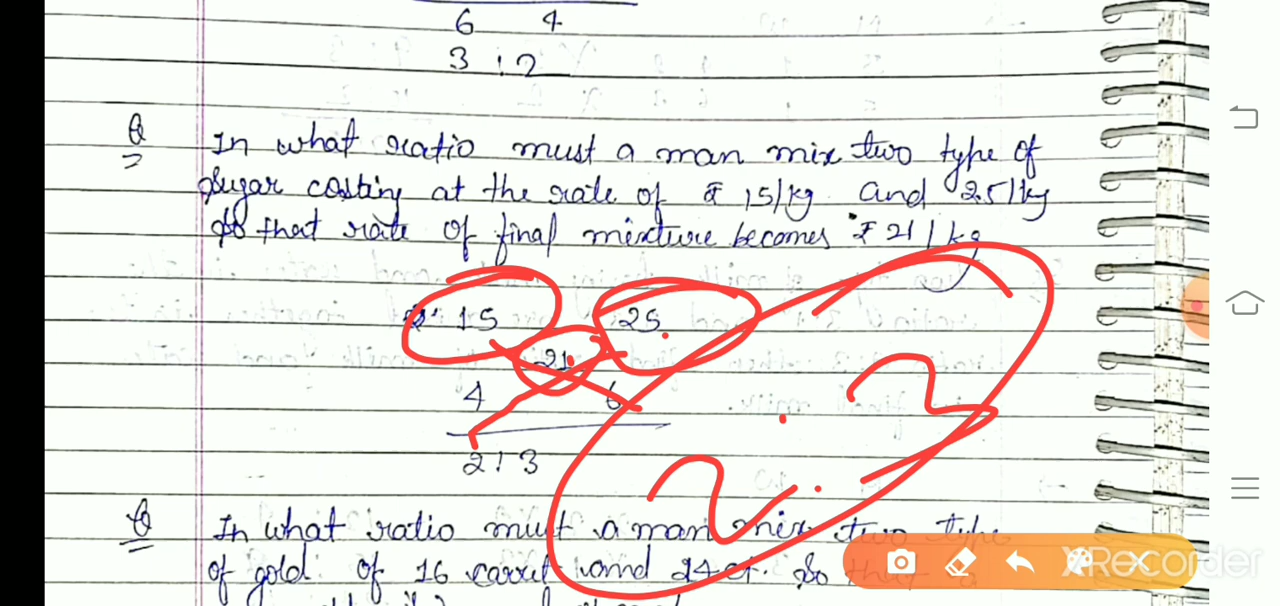 6 4
3 : 2
Q In what ratio must a man mix two type of
sugar costing at the rate of ₹ 15/kg and 25/kg
so that rate of final mixture becomes ₹ 21/kg
15 25
21
4 6
2 : 3
2 : 3
Q In what ratio must a man mix two type
of gold of 16 carret and 24 ct. So that
XRecorder